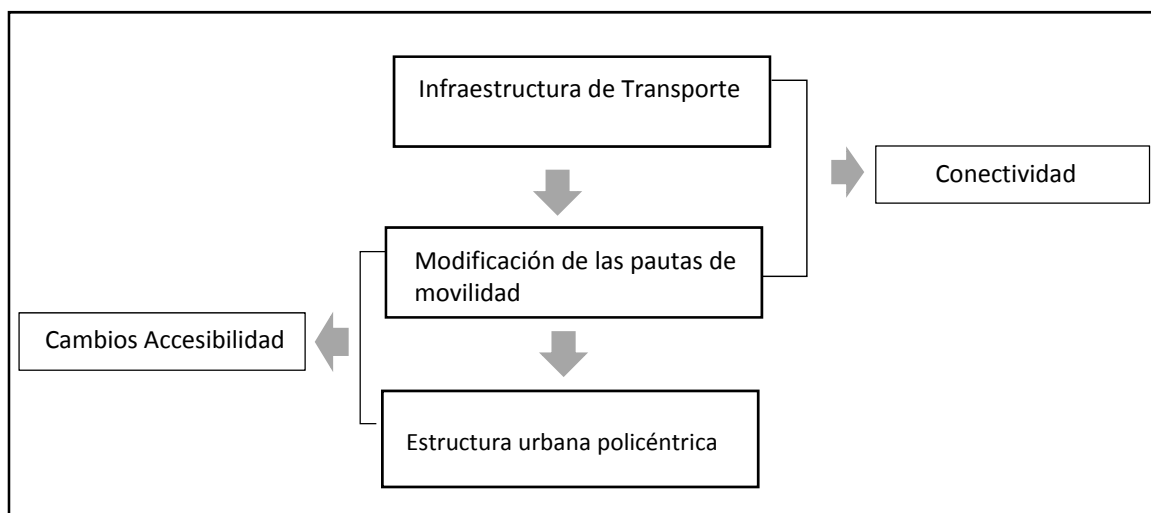 Infraestructura de Transporte
Conectividad
Modificación de las pautas de
movilidad
Cambios Accesibilidad
Estructura urbana policéntrica